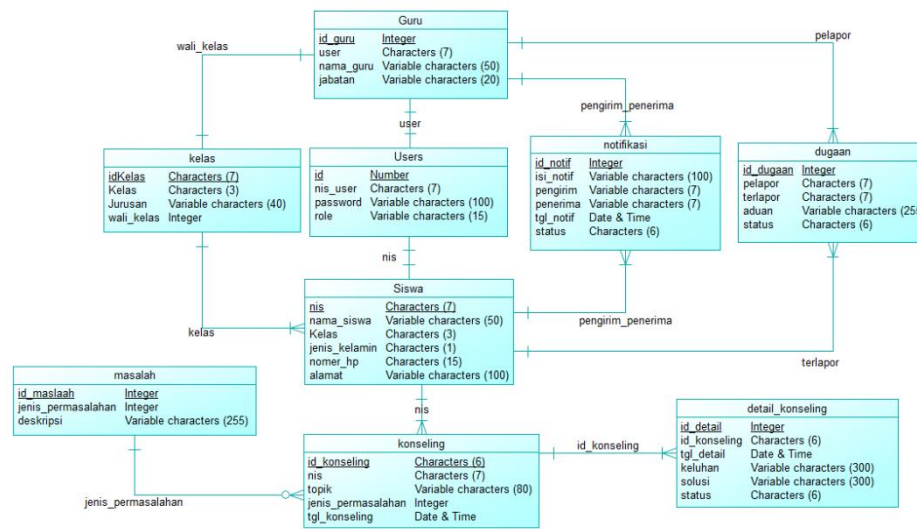 Guru
id_guru Integer
user Characters (7)
nama_guru Variable characters (50)
jabatan Variable characters (20)
wali_kelas
pelapor
pengirim_penerima
user
kelas
idKelas Characters (7)
Kelas Characters (3)
Jurusan Variable characters (40)
wali_kelas Integer
Users
id Number
nis_user Characters (7)
password Variable characters (100)
role Variable characters (15)
notifikasi
id_notif Integer
isi_notif Variable characters (100)
pengirim Variable characters (7)
penerima Variable characters (7)
tgl_notif Date & Time
status Characters (6)
dugaan
id_dugaan Integer
pelapor Characters (7)
terlapor Characters (7)
aduan Variable characters (255
status Characters (6)
nis
Siswa
nis Characters (7)
nama_siswa Variable characters (50)
Kelas Characters (3)
jenis_kelamin Characters (1)
nomer_hp Characters (15)
alamat Variable characters (100)
kelas
pengirim_penerima
terlapor
masalah
id_maslaah Integer
jenis_permasalahan Integer
deskripsi Variable characters (255)
nis
jenis_permasalahan
konseling
id_konseling Characters (6)
nis Characters (7)
topik Variable characters (80)
jenis_permasalahan Integer
tgl_konseling Date & Time
id_konseling
detail_konseling
id_detail Integer
id_konseling Characters (6)
tgl_detail Date & Time
keluhan Variable characters (300)
solusi Variable characters (300)
status Characters (6)